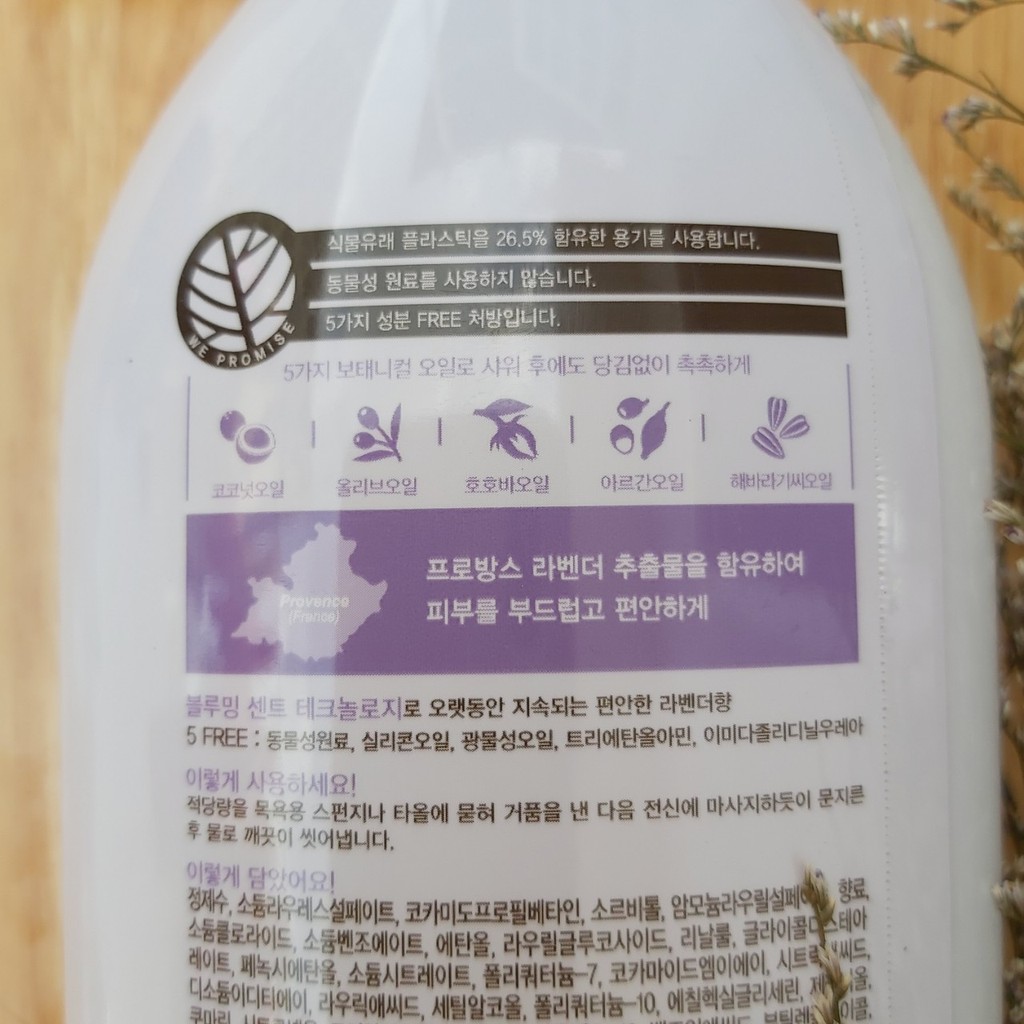 식물유래 플라스틱을 26.5% 함유한 용기를 사용합니다.
동물성 원료를 사용하지 않습니다.
5가지 성분 FREE 처방입니다.
WE PROMISE
5가지 보태니컬 오일로 샤워 후에도 당김없이 촉촉하게
코코넛오일 올리브오일 호호바오일 아르간오일 해바라기씨오일
Provence
(France)
프로방스 라벤더 추출물을 함유하여
피부를 부드럽고 편안하게
블루밍 센트 테크놀로지로 오랫동안 지속되는 편안한 라벤더향
5 FREE : 동물성원료, 실리콘오일, 광물성오일, 트리에탄올아민, 이미다졸리디닐우레아
이렇게 사용하세요!
적당량을 목욕용 스펀지나 타올에 묻혀 거품을 낸 다음 전신에 마사지하듯이 문지른
후 물로 깨끗이 씻어냅니다.
이렇게 담았어요!
정제수, 소듐라우레스설페이트, 코카미도프로필베타인, 소르비톨, 향료,
소듐클로라이드, 소듐벤조에이트, 에탄올, 라우릴글루코사이드, 리날룰,
레이트, 페녹시에탄올, 소듐시트레이트, 폴리쿼터늄-7, 코카마이드엠이에이,
디소듐이디티에이, 라우릭애씨드, 세틸알코올, 폴리쿼터늄-10, 에칠헥실글리세린,
쿠마린,